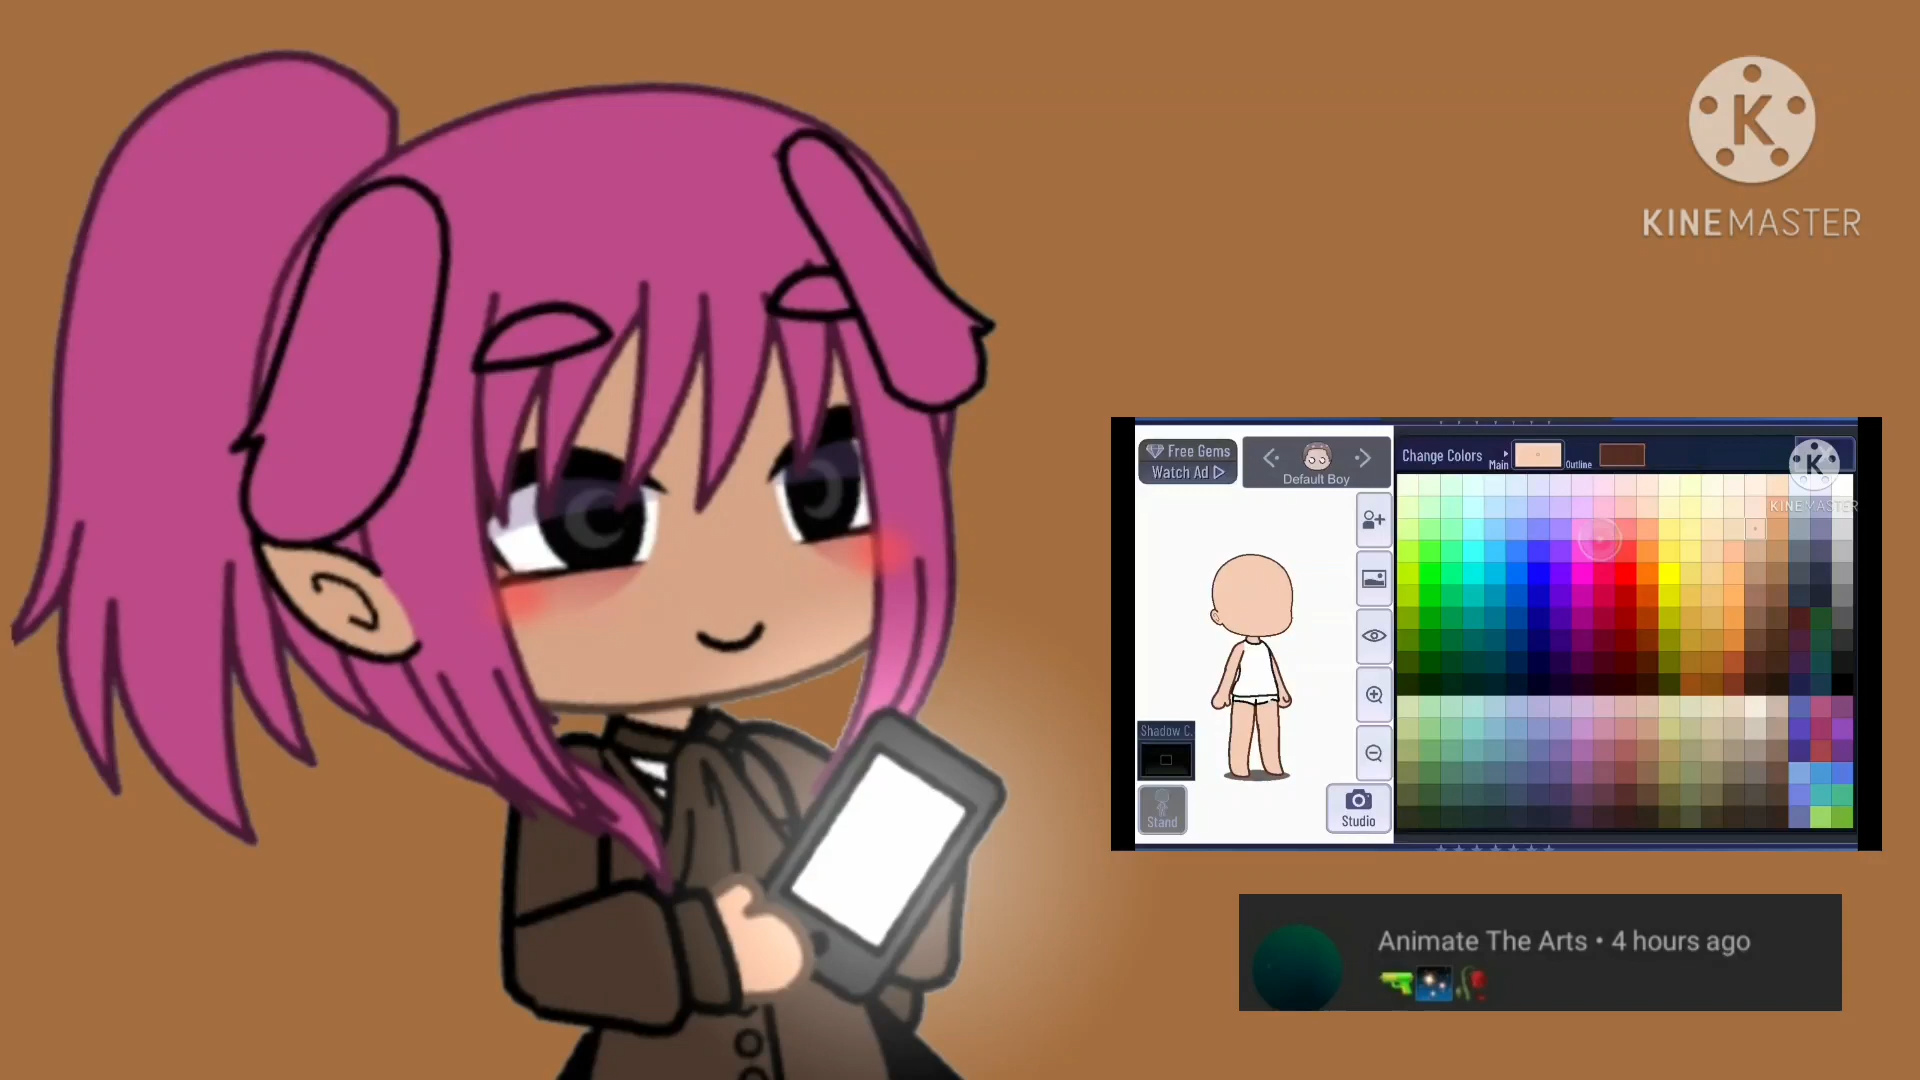 K
KINEMASTER
Free Gems
Watch Ad
Default Boy
Change Colors
Main
Outline
K
KINEMASTER
Shadow C.
Stand
Studio
Animate The Arts • 4 hours ago
🔫🎆🥀